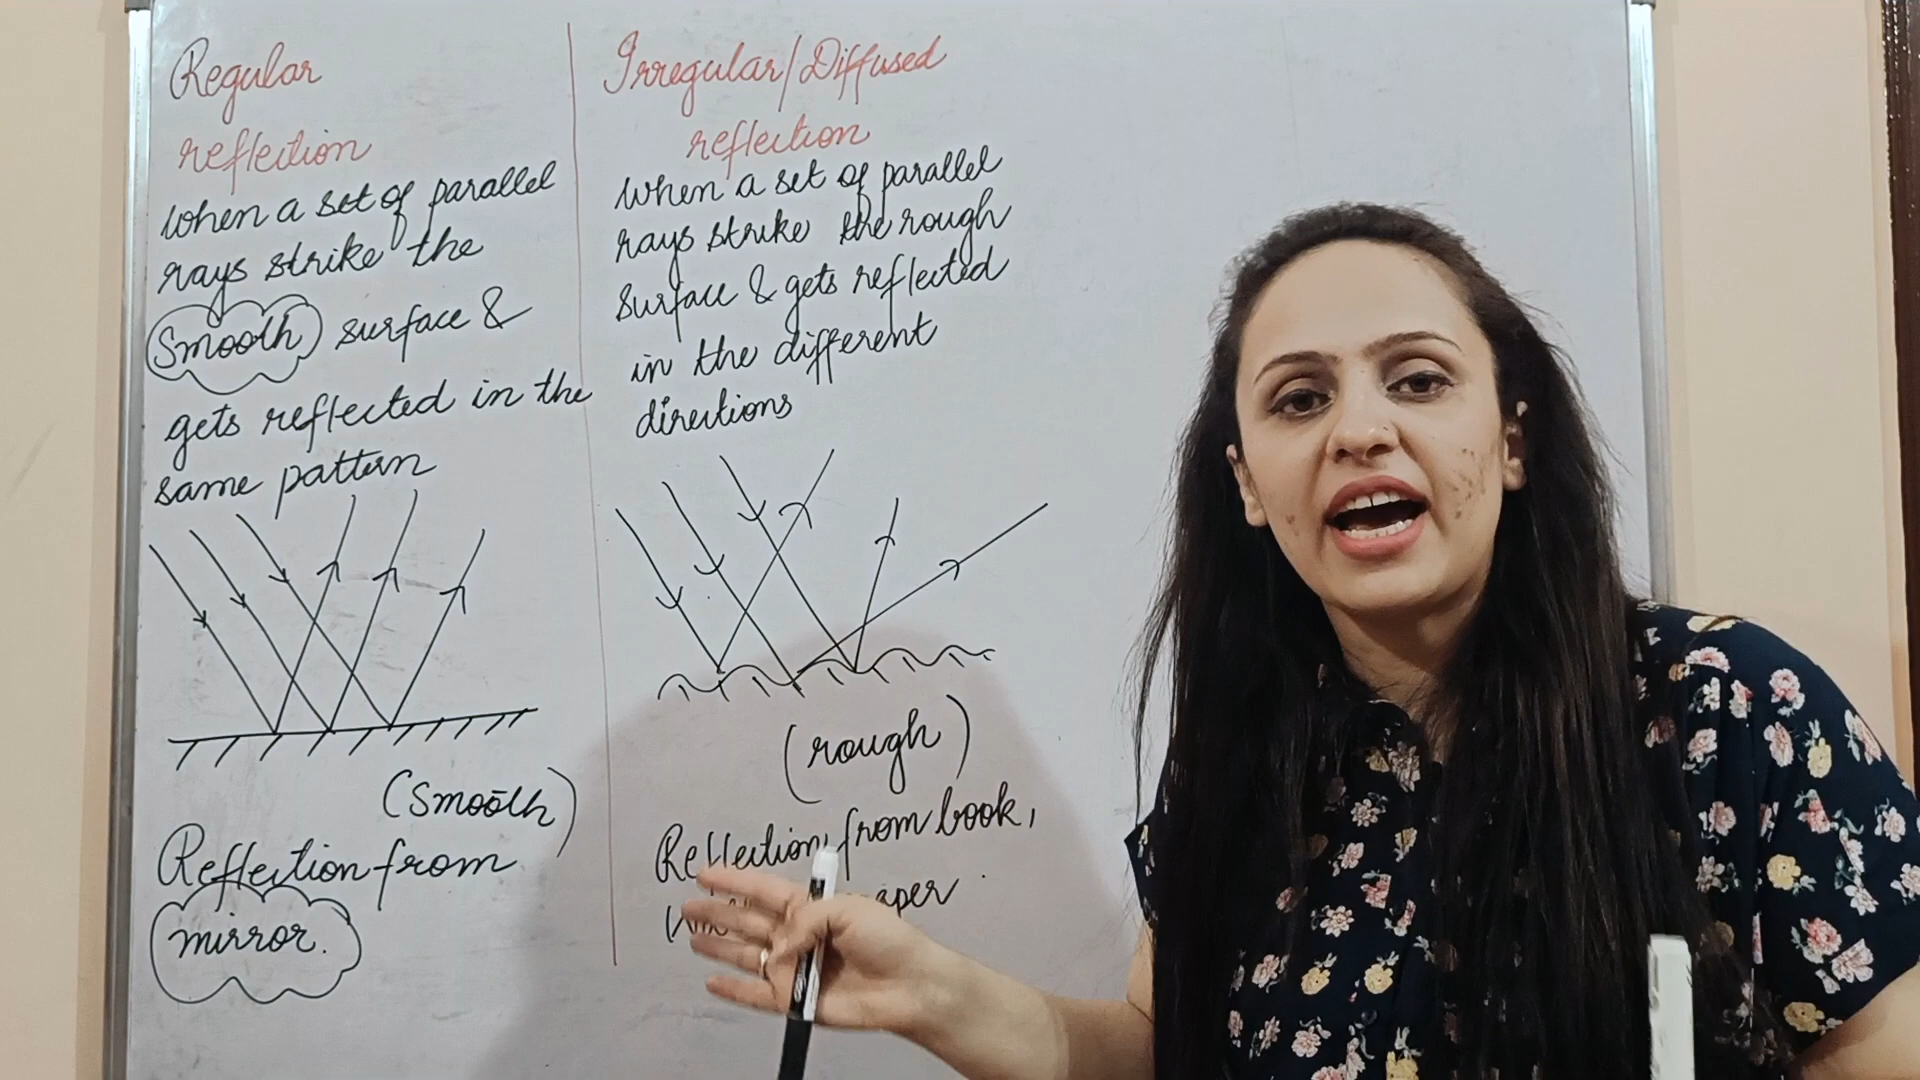 Regular
reflection
When a set of parallel
rays strike the
Smooth surface &
gets reflected in the
same pattern
(Smooth)
Reflection from
mirror.
Irregular/Diffused
reflection
When a set of parallel
rays strike the rough
Surface & gets reflected
in the different
directions
(rough)
Reflection from book,